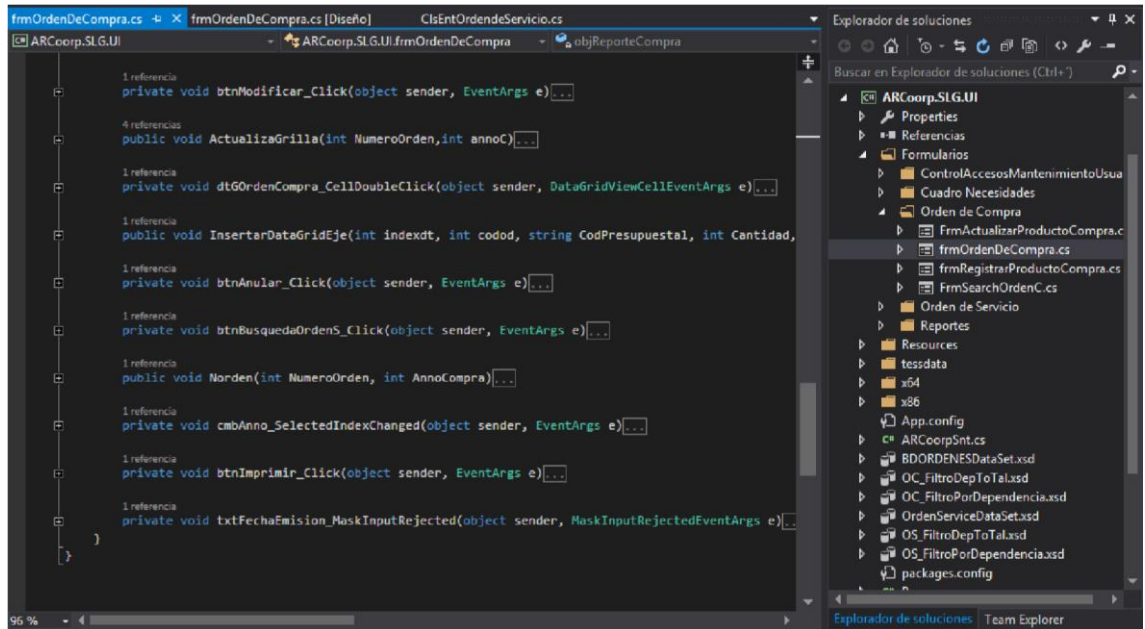 frmOrdenDeCompra.cs
frmOrdenDeCompra.cs [Diseño]
ClsEntOrdendeServicio.cs
ARCoorp.SLG.UI
ARCoorp.SLG.UI.frmOrdenDeCompra
objReporteCompra
1 referencia
private void btnModificar_Click(object sender, EventArgs e)...
4 referencias
public void ActualizaGrilla(int NumeroOrden,int annoC)...
1 referencia
private void dtGOrdenCompra_CellDoubleClick(object sender, DataGridViewCellEventArgs e)...
1 referencia
public void InsertarDataGridEje(int indexdt, int codod, string CodPresupuestal, int Cantidad,
1 referencia
private void btnAnular_Click(object sender, EventArgs e)...
1 referencia
private void btnBusquedaOrdenS_Click(object sender, EventArgs e)...
1 referencia
public void Norden(int NumeroOrden, int AnnoCompra)...
1 referencia
private void cmbAnno_SelectedIndexChanged(object sender, EventArgs e)...
1 referencia
private void btnImprimir_Click(object sender, EventArgs e)...
1 referencia
private void txtFechaEmision_MaskInputRejected(object sender, MaskInputRejectedEventArgs e)..
}
}
96 %
Explorador de soluciones
Buscar en Explorador de soluciones (Ctrl+¨)
ARCoorp.SLG.UI
Properties
Referencias
Formularios
ControlAccesosMantenimientoUsua
Cuadro Necesidades
Orden de Compra
FrmActualizarProductoCompra.c
frmOrdenDeCompra.cs
frmRegistrarProductoCompra.cs
FrmSearchOrdenC.cs
Orden de Servicio
Reportes
Resources
tessdata
x64
x86
App.config
ARCoorpSnt.cs
BDORDENESDataSet.xsd
OC_FiltroDepToTal.xsd
OC_FiltroPorDependencia.xsd
OrdenServiceDataSet.xsd
OS_FiltroDepToTal.xsd
OS_FiltroPorDependencia.xsd
packages.config
Explorador de soluciones
Team Explorer